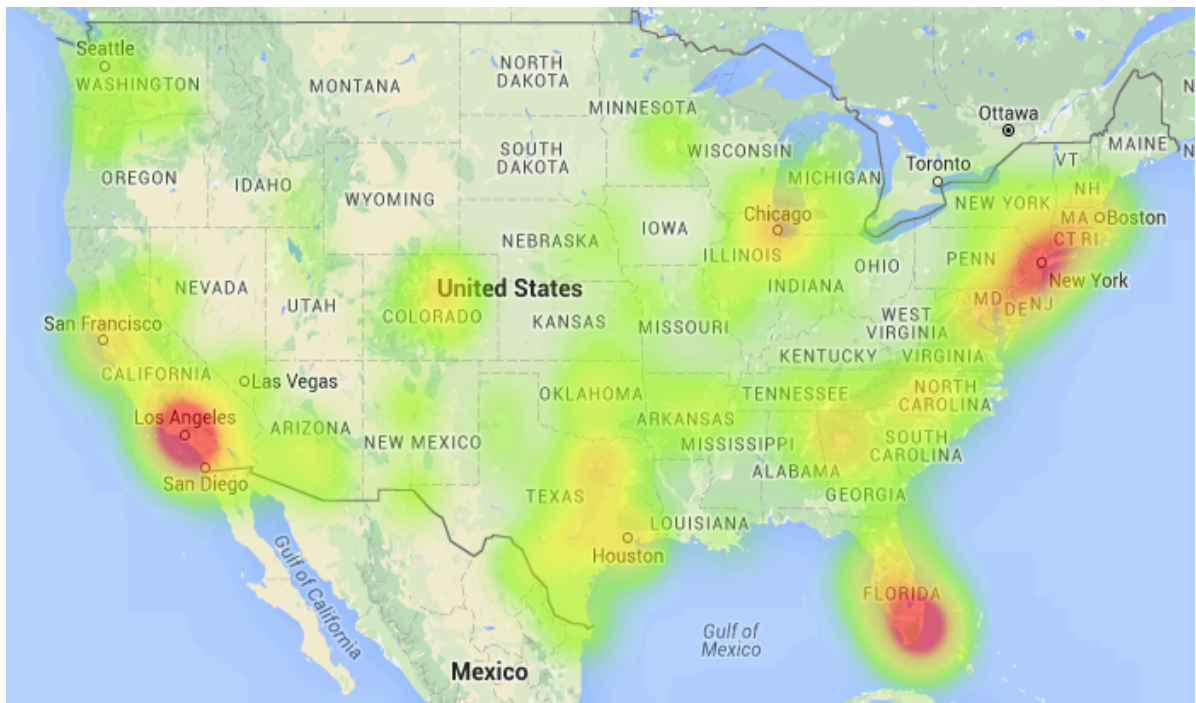 Seattle
WASHINGTON
MONTANA
NORTH
DAKOTA
MINNESOTA
Ottawa
N
MAINE
N
OREGON
IDAHO
SOUTH
DAKOTA
WISCONSIN
MICHIGAN
Toronto
VT
WYOMING
NEW YORK
NH
Chicago
MA
Boston
NEBRASKA
IOWA
ILLINOIS
OHIO
PENN
CT RI
NEVADA
UTAH
United States
INDIANA
New York
COLORADO
KANSAS
MISSOURI
WEST
VIRGINIA
MD
DE NJ
San Francisco
KENTUCKY
VIRGINIA
CALIFORNIA
Las Vegas
OKLAHOMA
TENNESSEE
NORTH
CAROLINA
Los Angeles
ARIZONA
NEW MEXICO
ARKANSAS
MISSISSIPPI
SOUTH
CAROLINA
San Diego
TEXAS
ALABAMA
GEORGIA
LOUISIANA
Houston
Gulf of California
FLORIDA
Gulf of
Mexico
Mexico